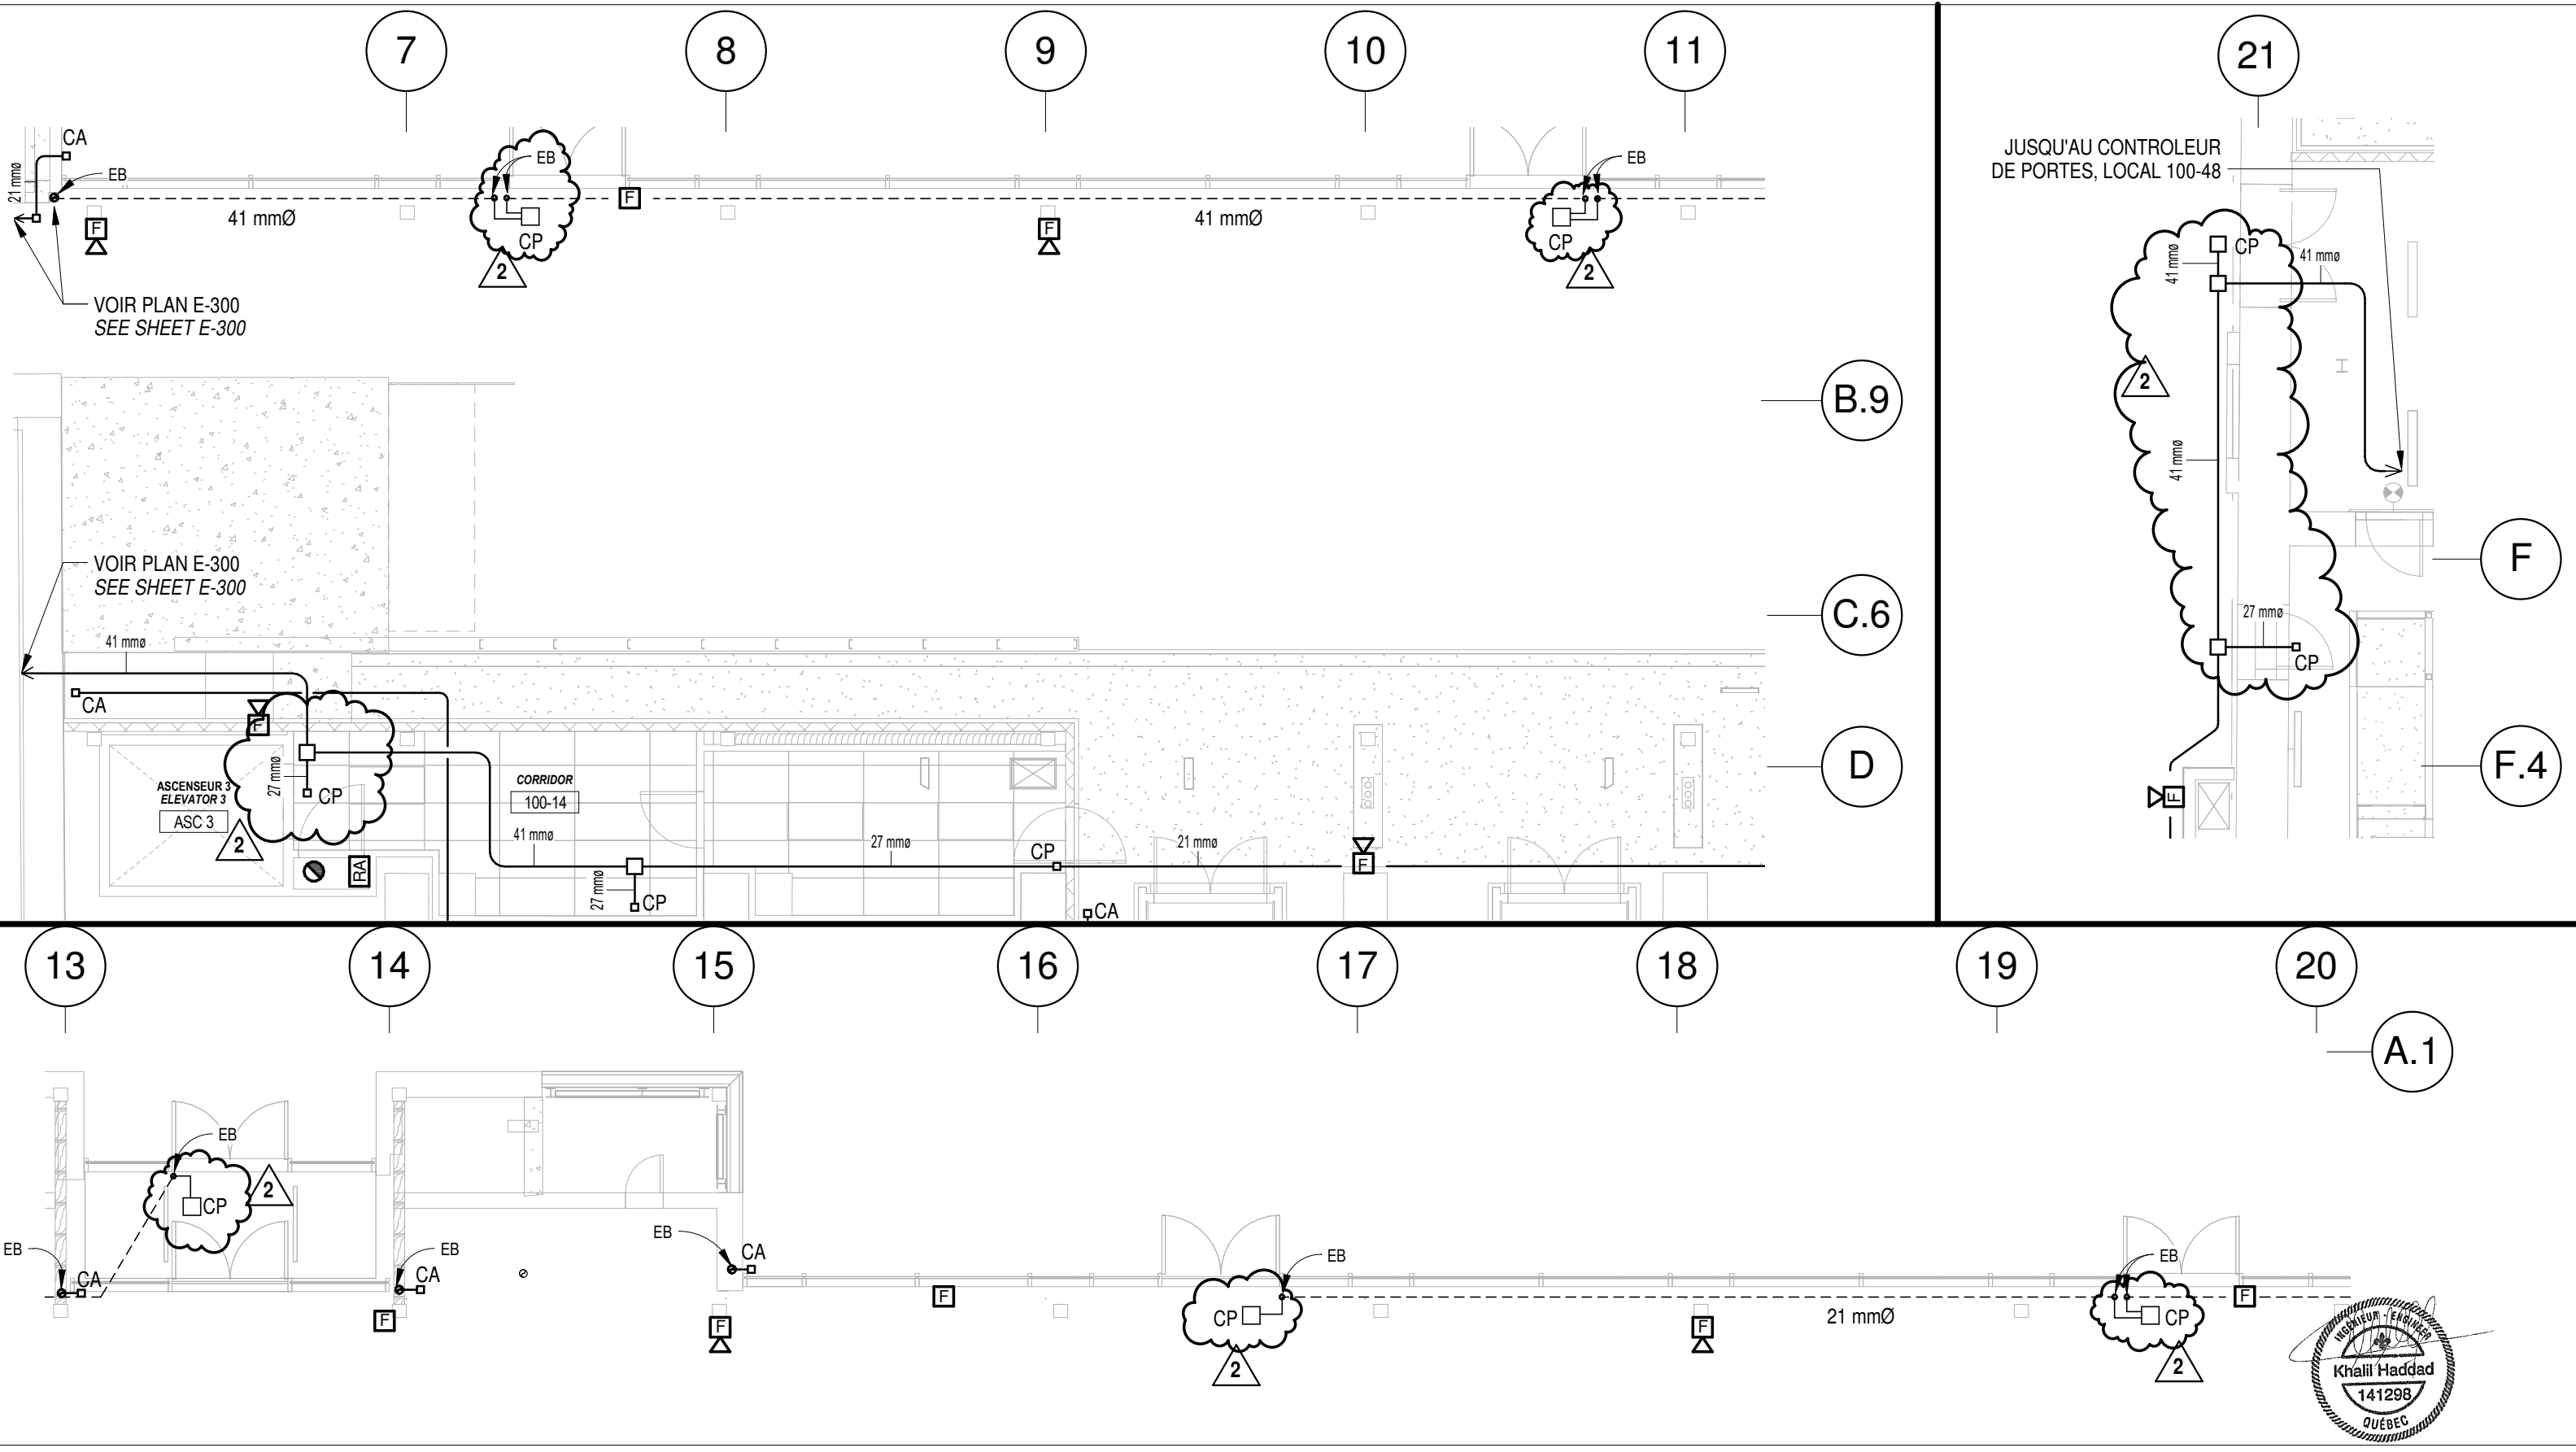 7
8
9
10
11
CA
21 mmø
EB
41 mmØ
F
F
EB
CP
2
F
41 mmØ
EB
CP
2
VOIR PLAN E-300
SEE SHEET E-300
B.9
C.6
D
VOIR PLAN E-300
SEE SHEET E-300
41 mmø
CA
F
27 mmø
CP
ASCENSEUR 3
ELEVATOR 3
ASC 3
2
RA
CORRIDOR
100-14
41 mmø
27 mmø
CP
27 mmø
CP
CA
21 mmø
F
21
JUSQU'AU CONTROLEUR
DE PORTES, LOCAL 100-48
CP
41 mmø
41 mmø
2
41 mmø
27 mmø
CP
F
F
F.4
13
14
15
16
17
18
19
20
A.1
EB
CP
2
EB
CA
EB
CA
F
EB
CA
F
F
EB
CP
2
F
21 mmØ
EB
CP
2
F
INGÉNIEUR - ENGINEER
Khalil Haddad
141298
QUÉBEC